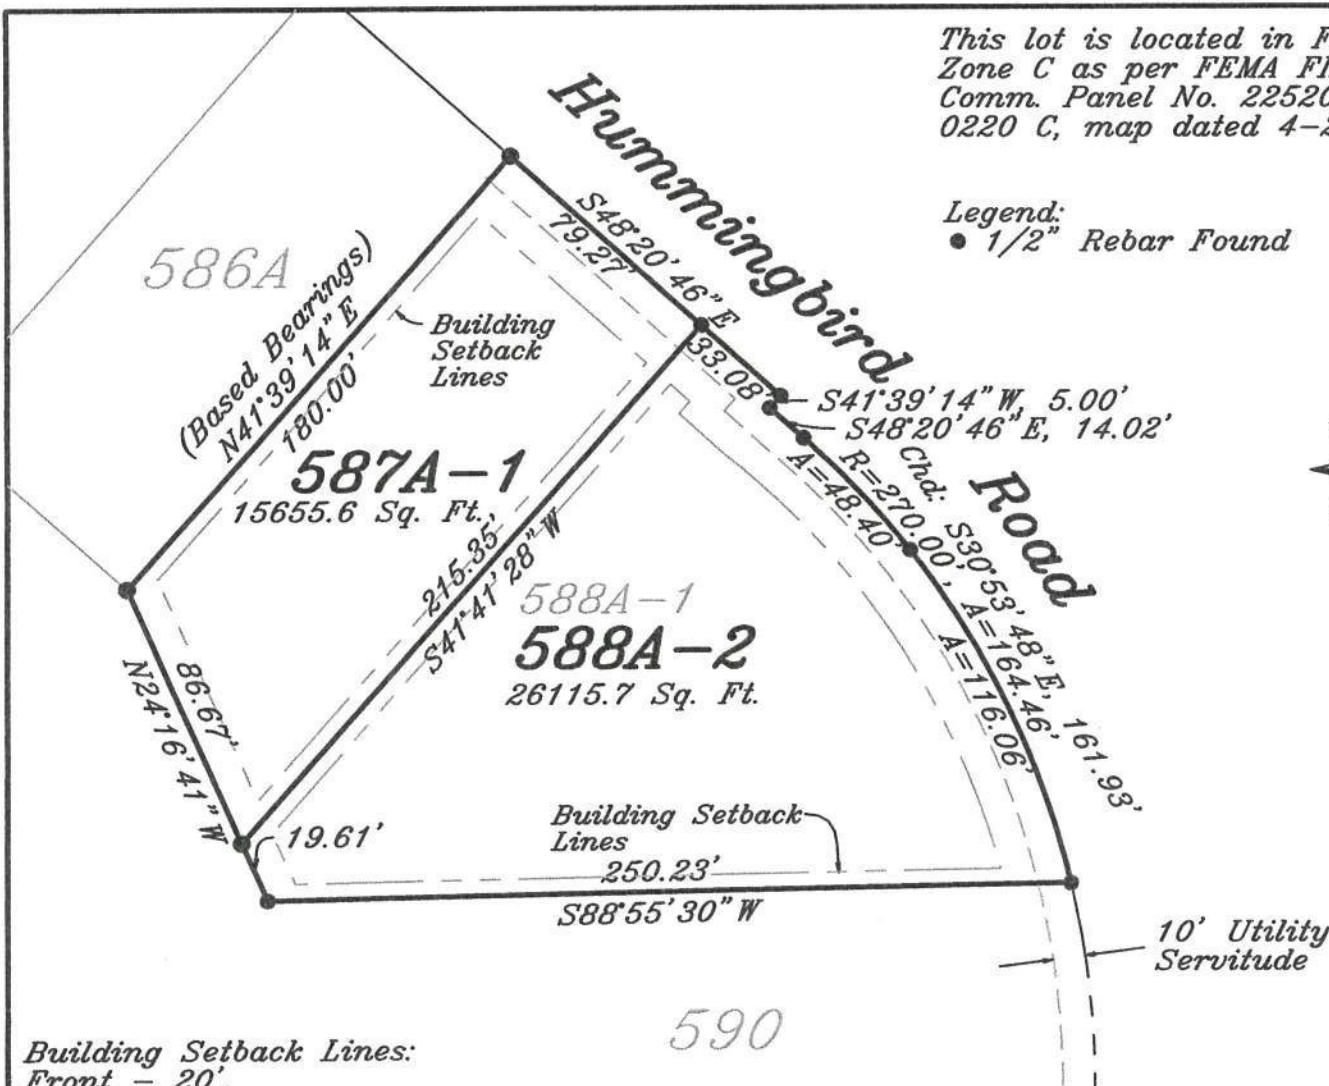 This lot is located in F
Zone C as per FEMA
Comm. Panel No. 22520
0220 C, map dated 4-2
Hummingbird Road
Legend:
● 1/2" Rebar Found
586A
(Based Bearings)
N41°39'14"E
180.00'
S48°20'46"E
79.27'
Building
Setback
Lines
33.08'
S41°39'14"W, 5.00'
S48°20'46"E, 14.02'
587A-1
15655.6 Sq. Ft.
215.35'
S41°41'28"W
Chd: S30°53'48"E, 161.93'
R=270.00', A=164.46'
A=48.40'
A=116.06'
588A-1
588A-2
26115.7 Sq. Ft.
86.67'
N24°16'41"W
19.61'
Building Setback
Lines
250.23'
S88°55'30"W
10' Utility
Servitude
590
Building Setback Lines:
Front - 20'